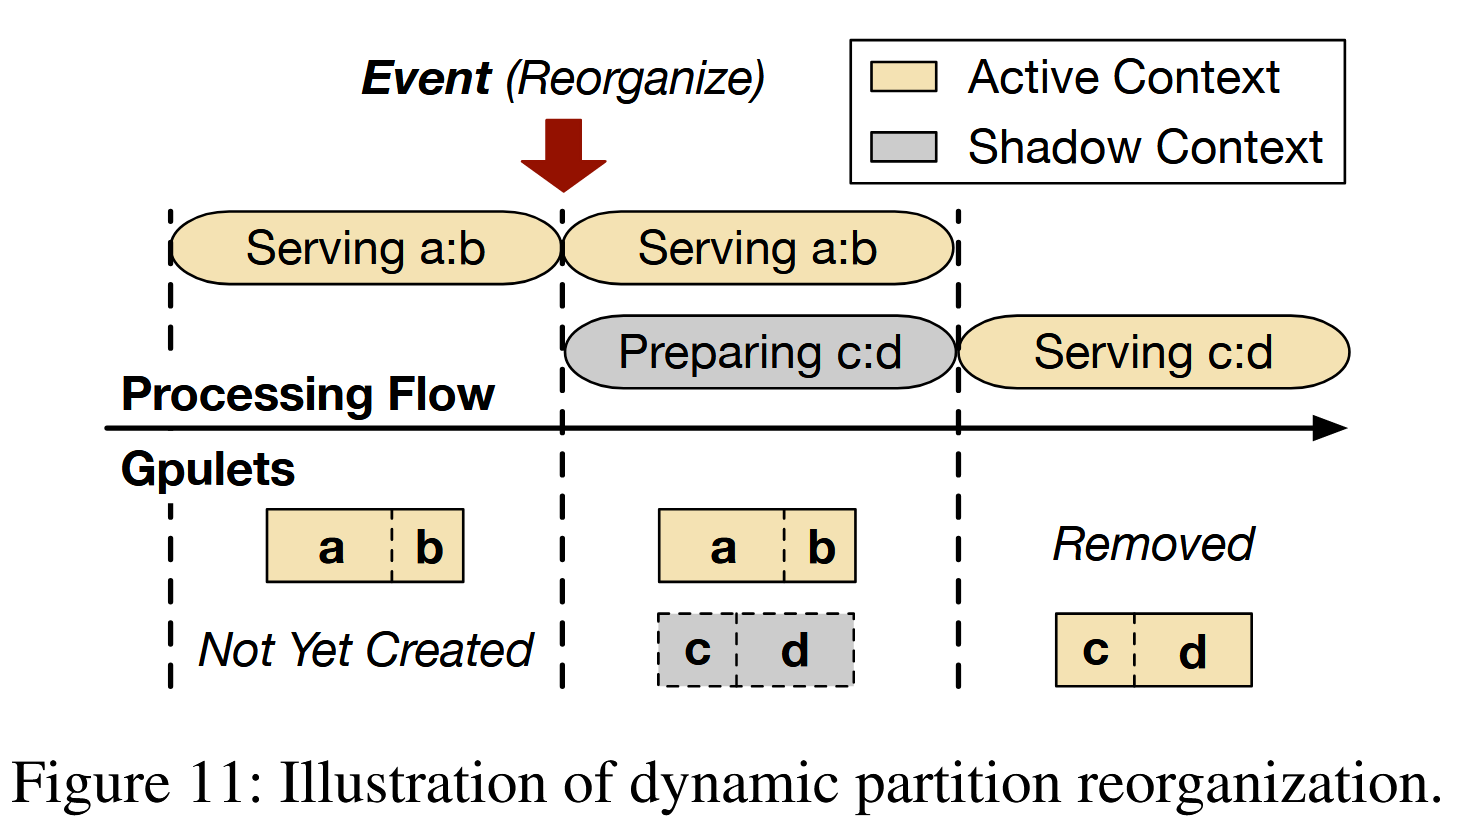 Event (Reorganize)
Active Context
Shadow Context
Serving a:b
Serving a:b
Preparing c:d
Serving c:d
Processing Flow
Gpulets
a b
a b
Removed
Not Yet Created
c d
c d
Figure 11: Illustration of dynamic partition reorganization.